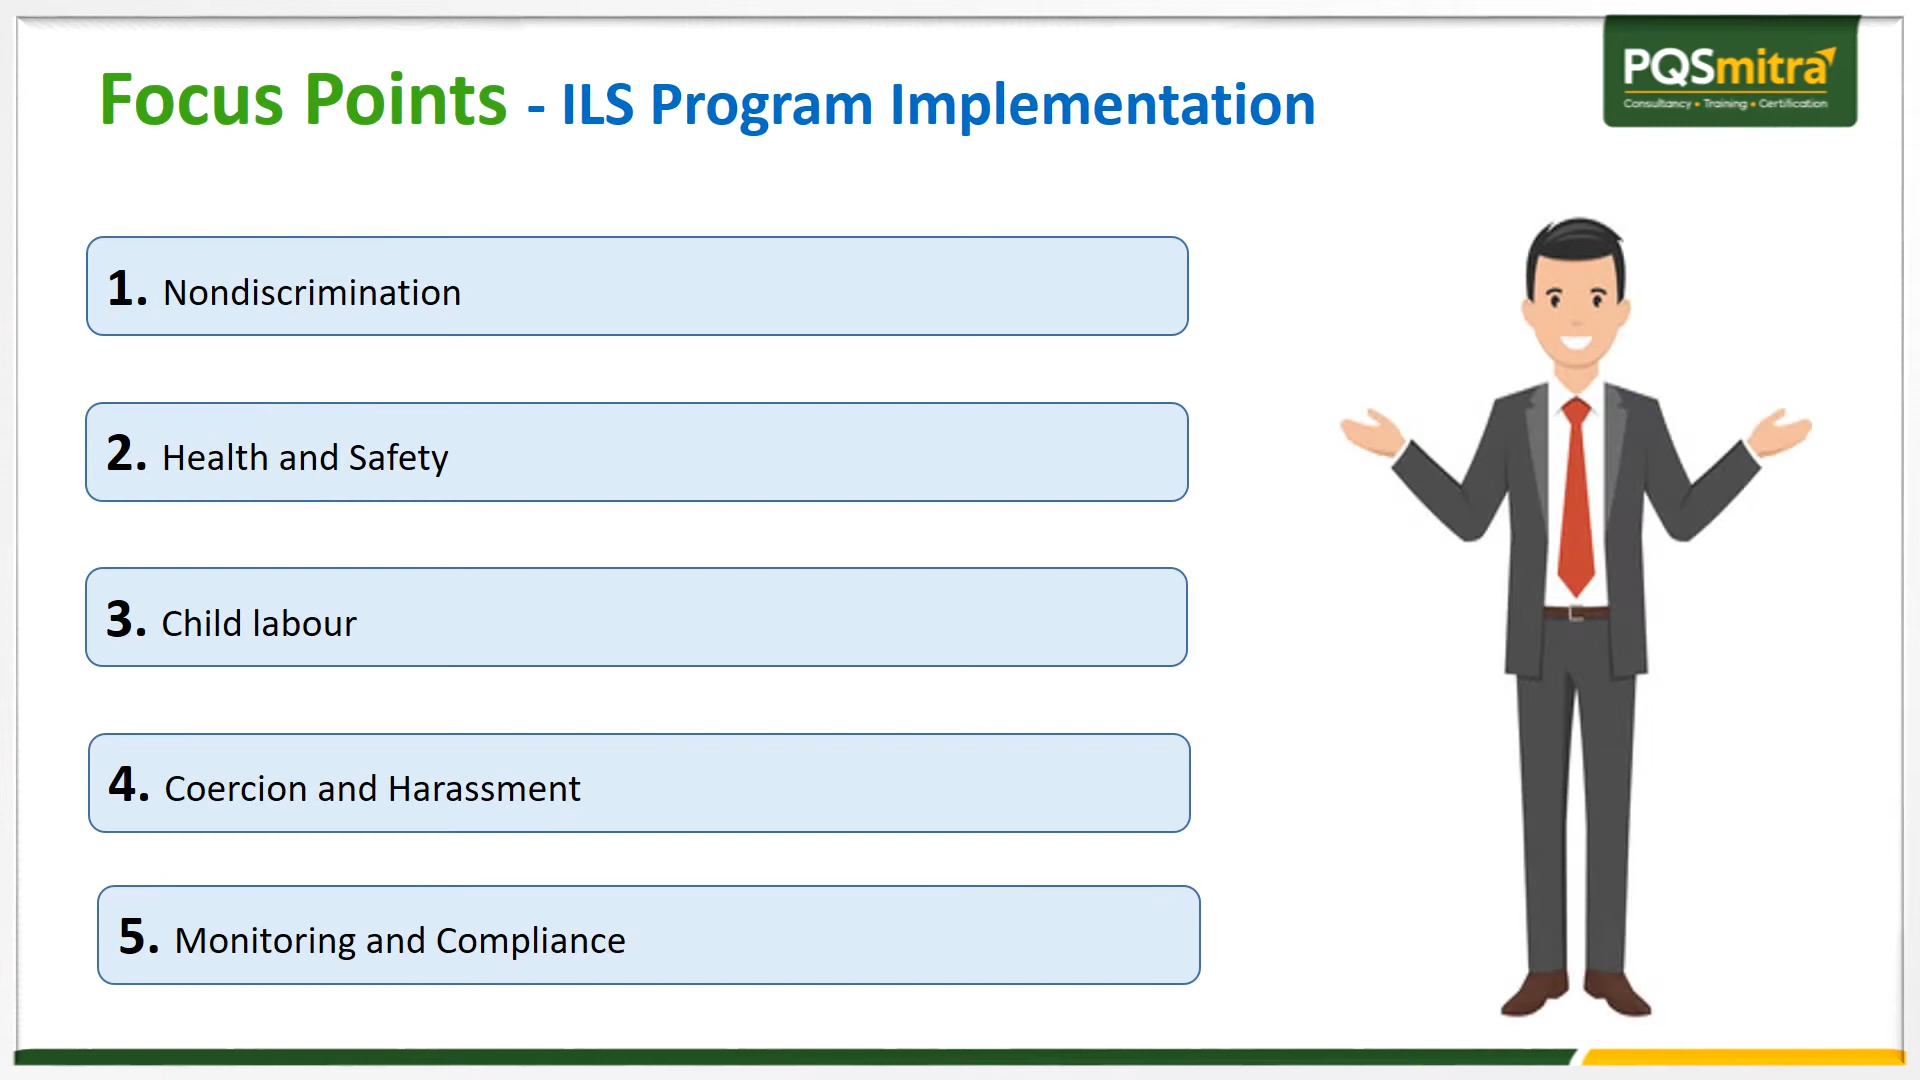 Focus Points - ILS Program Implementation
PQSmitra
Consultancy • Training • Certification
1. Nondiscrimination
2. Health and Safety
3. Child labour
4. Coercion and Harassment
5. Monitoring and Compliance